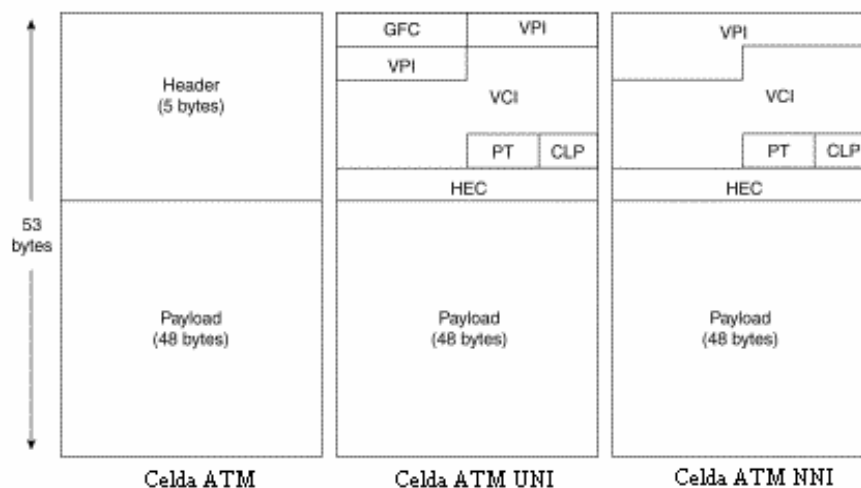 53
bytes
Header
(5 bytes)
Payload
(48 bytes)
Celda ATM
GFC
VPI
VPI
VCI
PT
CLP
HEC
Payload
(48 bytes)
Celda ATM UNI
VPI
VCI
PT
CLP
HEC
Payload
(48 bytes)
Celda ATM NNI